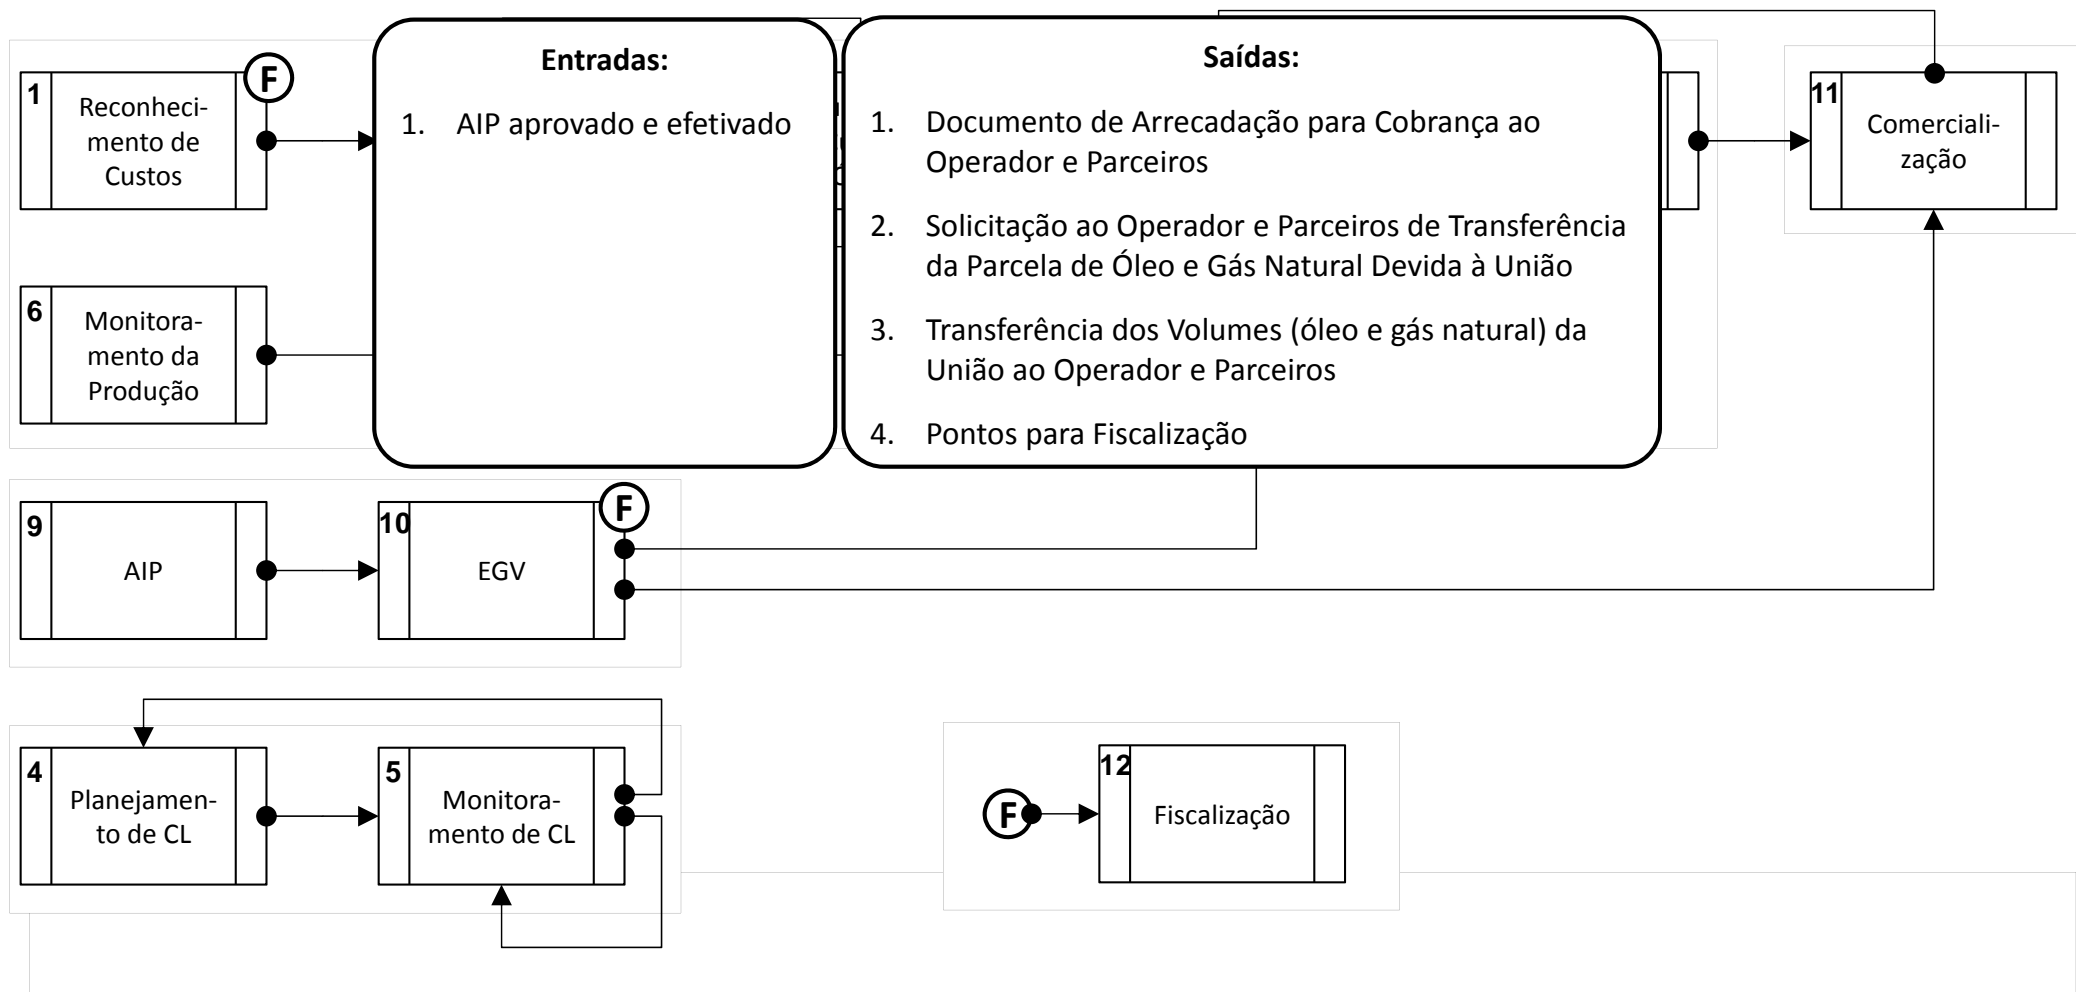 1
Reconheci-
mento de
Custos
F
Entradas:
1. AIP aprovado e efetivado
Saídas:
1. Documento de Arrecadação para Cobrança ao
Operador e Parceiros
2. Solicitação ao Operador e Parceiros de Transferência
da Parcela de Óleo e Gás Natural Devida à União
3. Transferência dos Volumes (óleo e gás natural) da
União ao Operador e Parceiros
4. Pontos para Fiscalização
11
Comerciali-
zação
6
Monitora-
mento da
Produção
9
AIP
10
EGV
F
4
Planejamen-
to de CL
5
Monitora-
mento de CL
F
12
Fiscalização